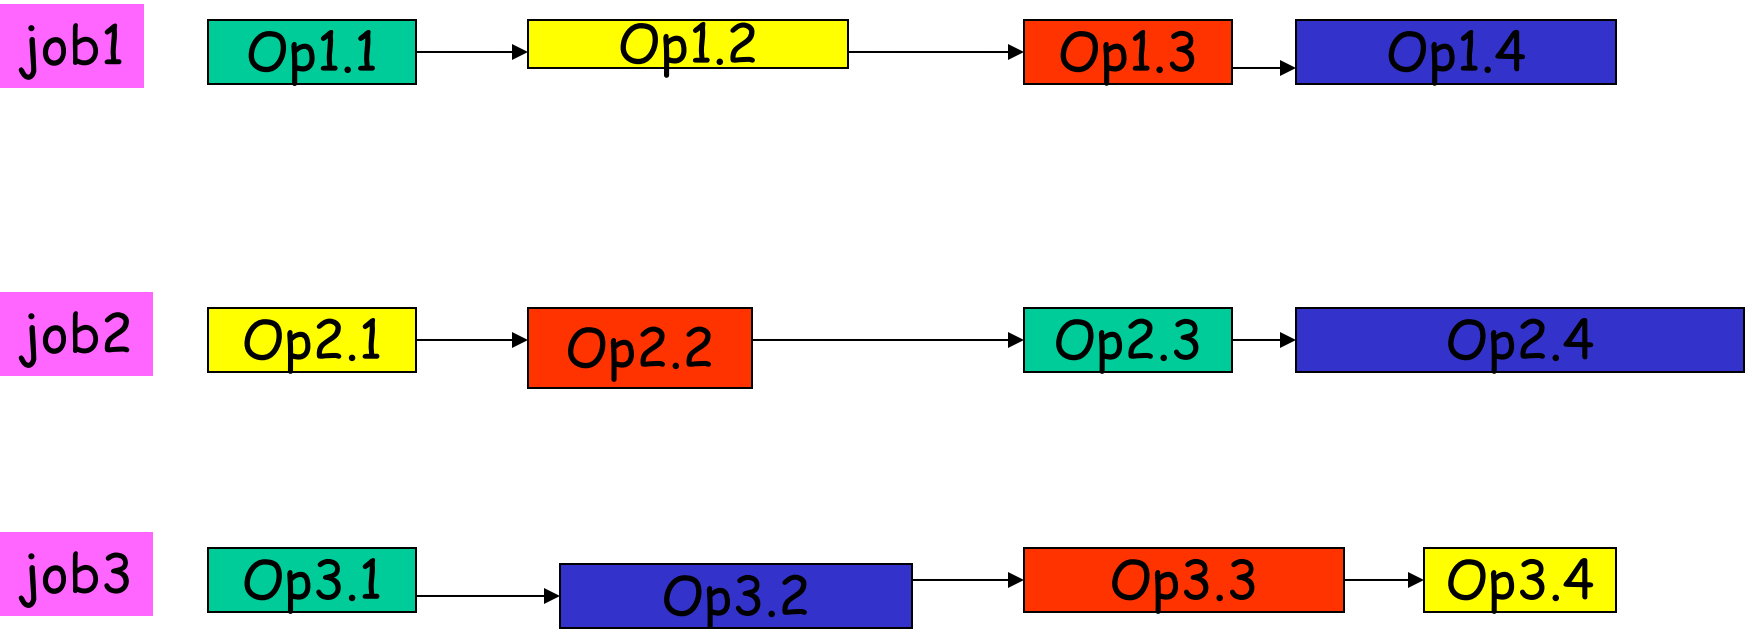 job1 Op1.1 Op1.2 Op1.3 Op1.4
job2 Op2.1 Op2.2 Op2.3 Op2.4
job3 Op3.1 Op3.2 Op3.3 Op3.4